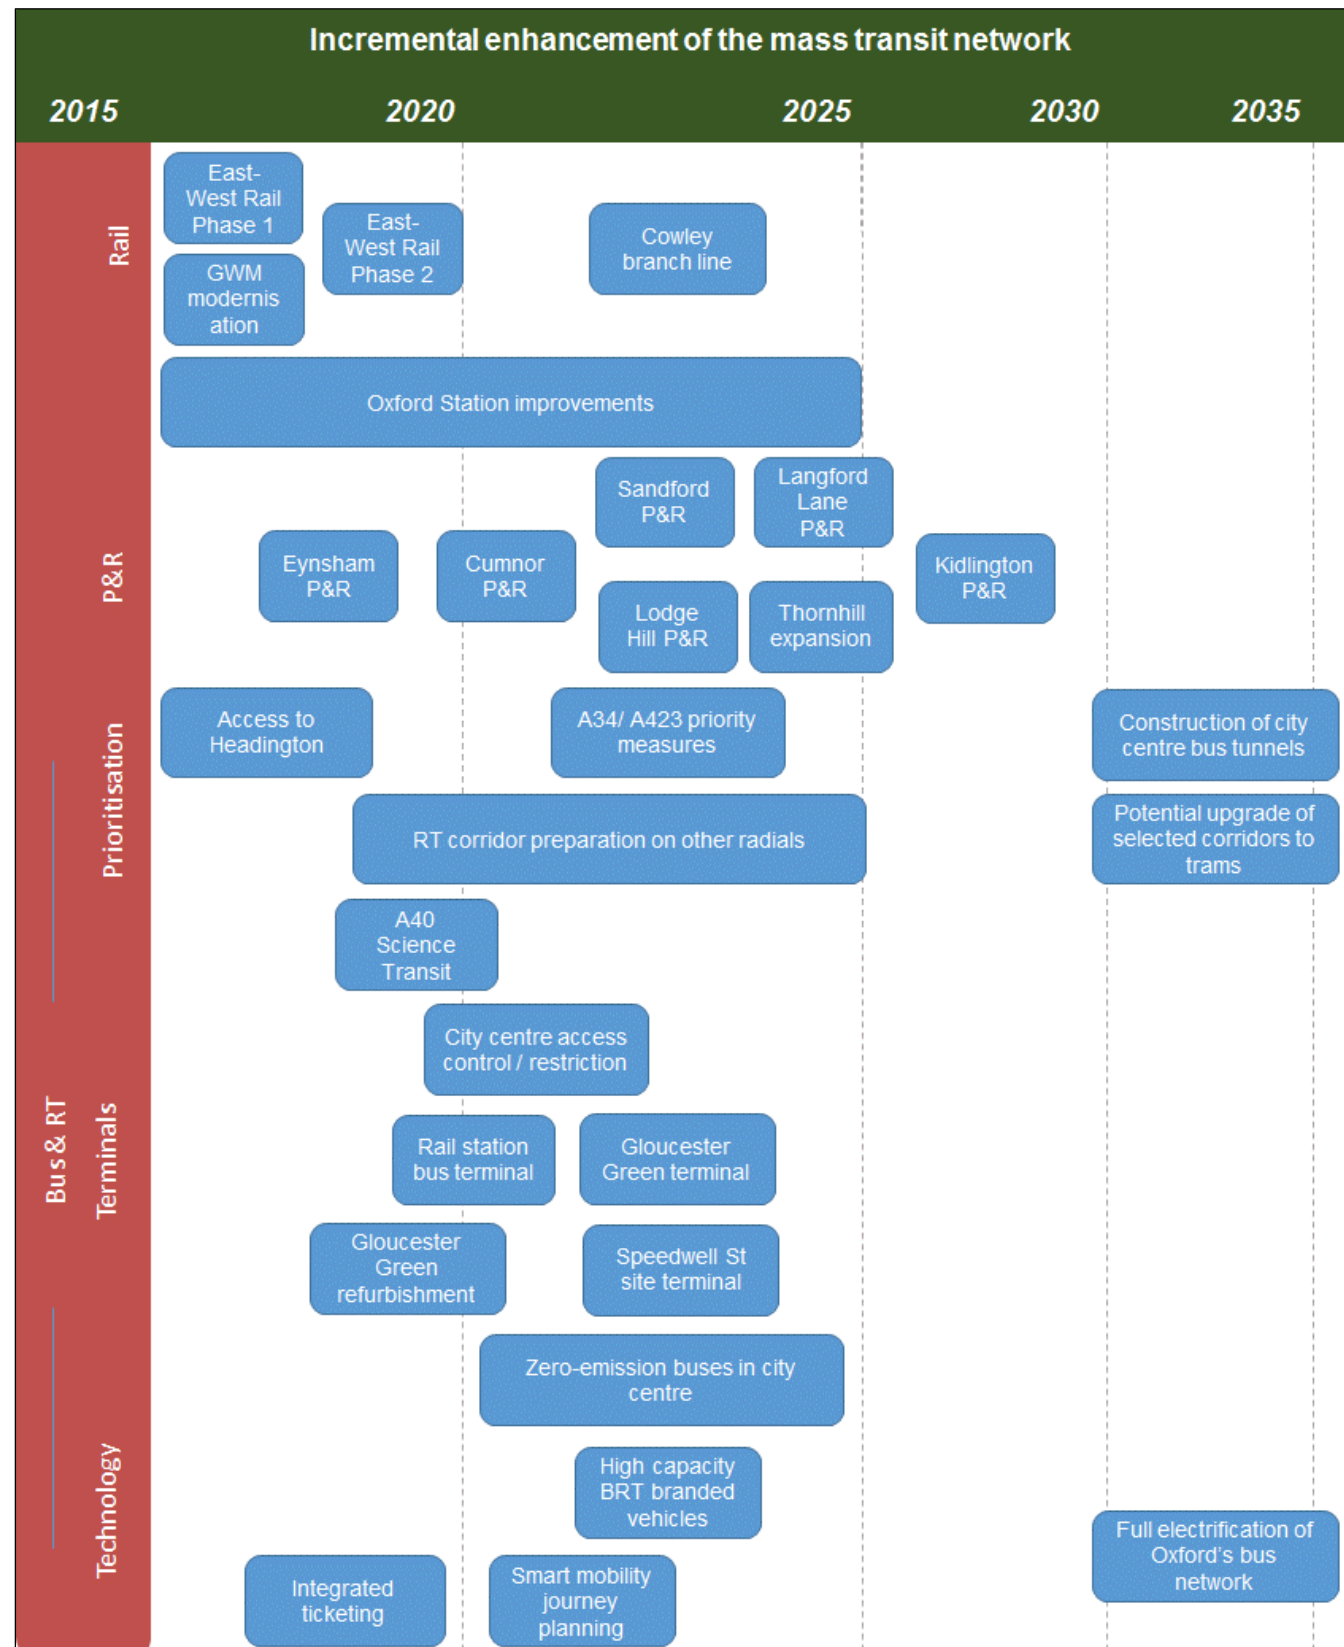 Incremental enhancement of the mass transit network
2015 2020 2025 2030 2035
Rail
East-
West Rail
Phase 1
East-
West Rail
Phase 2
Cowley
branch line
GWM
modernis
ation
Oxford Station improvements
P&R
Sandford
P&R
Langford
Lane
P&R
Eynsham
P&R
Cumnor
P&R
Kidlington
P&R
Lodge
Hill P&R
Thornhill
expansion
Bus & RT
Prioritisation
Access to
Headington
A34/ A423 priority
measures
Construction of city
centre bus tunnels
RT corridor preparation on other radials
Potential upgrade of
selected corridors to
trams
A40
Science
Transit
City centre access
control / restriction
Terminals
Rail station
bus terminal
Gloucester
Green terminal
Gloucester
Green
refurbishment
Speedwell St
site terminal
Technology
Zero-emission buses in city
centre
High capacity
BRT branded
vehicles
Full electrification of
Oxford's bus
network
Integrated
ticketing
Smart mobility
journey
planning